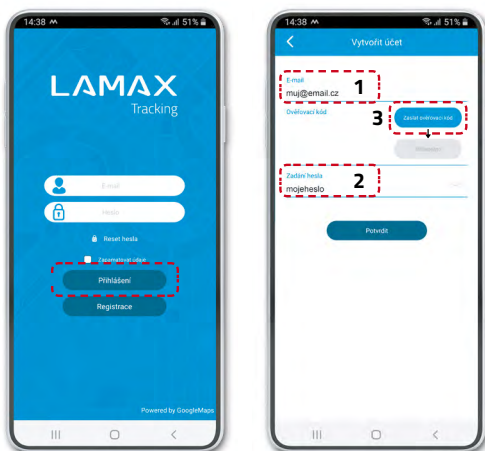 14:38 51%
LAMAX
Tracking
E-mail
Heslo
Reset hesla
Zapamatovat údaje
Přihlášení
Registrace
Powered by GoogleMaps
14:38 51%
Vytvořit účet
E-mail
muj@email.cz
1
Ověřovací kód
3
Zaslat ověřovací kód
Zadání hesla
mojeheslo
2
Potvrdit